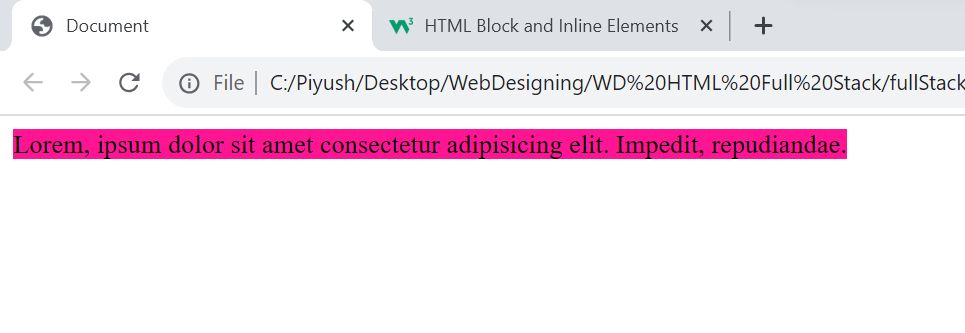 Document
HTML Block and Inline Elements
File
C:/Piyush/Desktop/WebDesigning/WD%20HTML%20Full%20Stack/fullStack
Lorem, ipsum dolor sit amet consectetur adipisicing elit. Impedit, repudiandae.